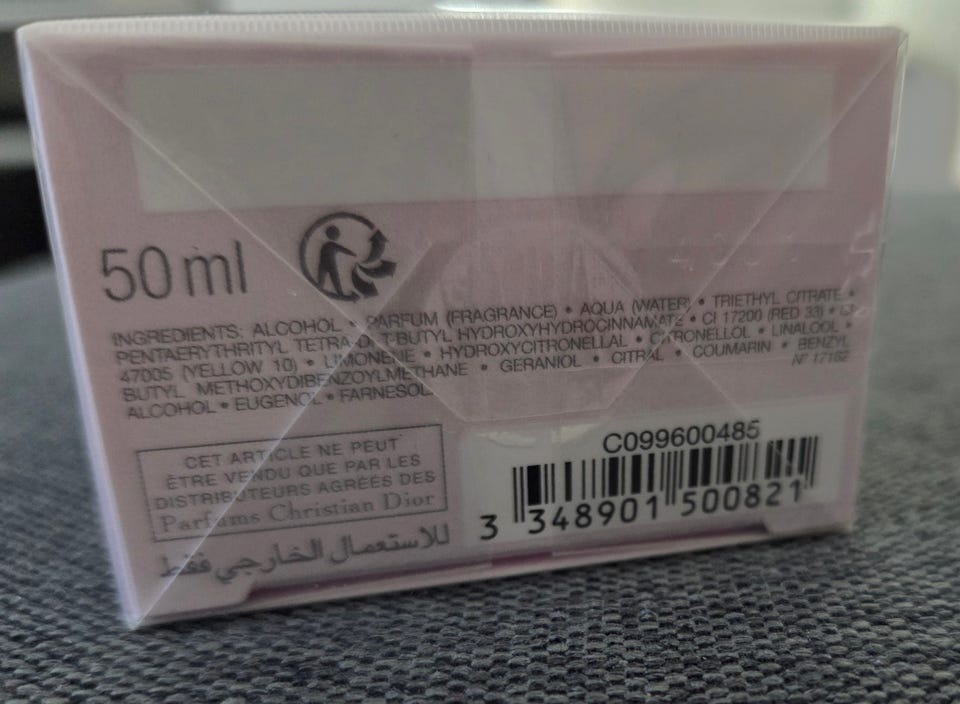 50 ml
INGREDIENTS: ALCOHOL • PARFUM (FRAGRANCE) • AQUA (WATER) • TRIETHYL CITRATE •
PENTAERYTHRITYL TETRA-DI-T-BUTYL HYDROXYHYDROCINNAMATE • CI 17200 (RED 33) • CI
47005 (YELLOW 10) • LIMONENE • HYDROXYCITRONELLAL • CITRONELLOL • LINALOOL •
BUTYL METHOXYDIBENZOYLMETHANE • GERANIOL • CITRAL • COUMARIN • BENZYL
ALCOHOL • EUGENOL • FARNESOL.
N° 17162
CET ARTICLE NE PEUT
ÊTRE VENDU QUE PAR LES
DISTRIBUTEURS AGRÉÉS DES
Parfums Christian Dior
للاستعمال الخارجي فقط
C099600485
3 348901 500821